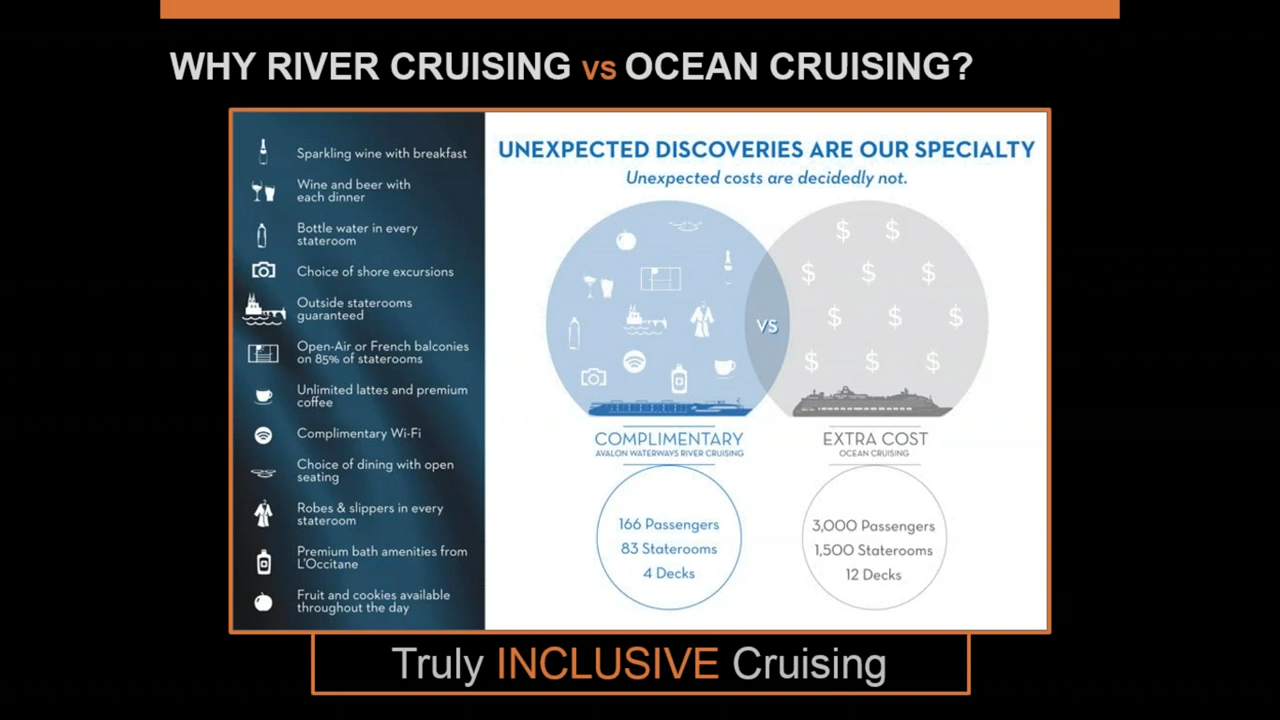 WHY RIVER CRUISING vs OCEAN CRUISING?
Sparkling wine with breakfast
Wine and beer with
each dinner
Bottle water in every
stateroom
Choice of shore excursions
Outside staterooms
guaranteed
Open-Air or French balconies
on 85% of staterooms
Unlimited lattes and premium
coffee
Complimentary Wi-Fi
Choice of dining with open
seating
Robes & slippers in every
stateroom
Premium bath amenities from
L'Occitane
Fruit and cookies available
throughout the day
UNEXPECTED DISCOVERIES ARE OUR SPECIALTY
Unexpected costs are decidedly not.
$ $
$ $ $
VS
$ $ $
$ $ $
COMPLIMENTARY
AVALON WATERWAYS RIVER CRUISING
166 Passengers
83 Staterooms
4 Decks
EXTRA COST
OCEAN CRUISING
3,000 Passengers
1,500 Staterooms
12 Decks
Truly INCLUSIVE Cruising